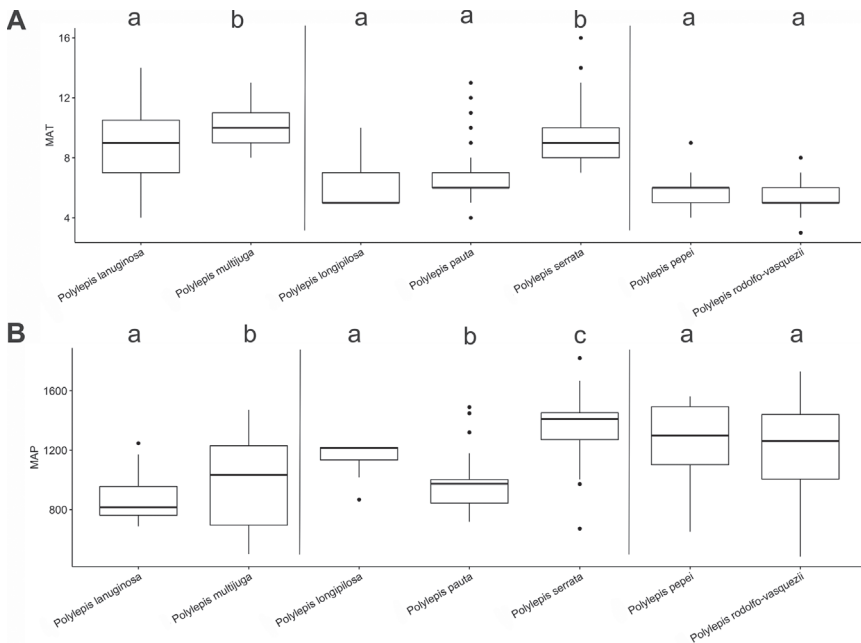 A
a b a a b a a
MAT
16
12
8
4
Polylepis lanuginosa
Polylepis multijuga
Polylepis longipilosa
Polylepis pauta
Polylepis serrata
Polylepis pepei
Polylepis rodolfo-vasquezii
B
a b a b c a a
MAP
1600
1200
800
Polylepis lanuginosa
Polylepis multijuga
Polylepis longipilosa
Polylepis pauta
Polylepis serrata
Polylepis pepei
Polylepis rodolfo-vasquezii